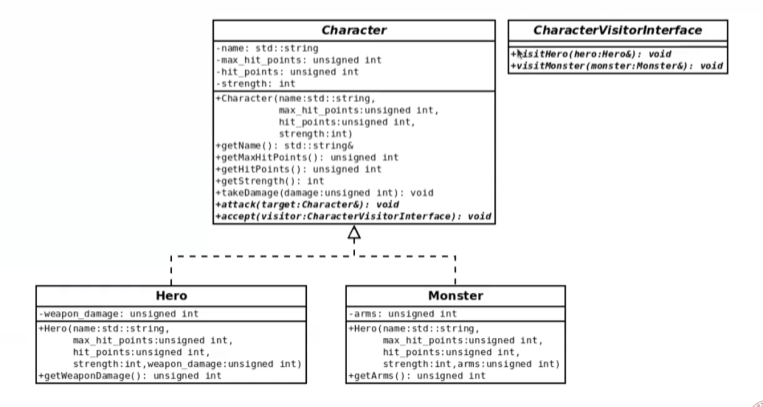 Character
-name: std::string
-max_hit_points: unsigned int
-hit_points: unsigned int
-strength: int
+Character(name:std::string,
max_hit_points:unsigned int,
hit_points:unsigned int,
strength:int)
+getName(): std::string&
+getMaxHitPoints(): unsigned int
+getHitPoints(): unsigned int
+getStrength(): int
+takeDamage(damage:unsigned int): void
+attack(target:Character&): void
+accept(visitor:CharacterVisitorInterface): void
CharacterVisitorInterface
+visitHero(hero:Hero&): void
+visitMonster(monster:Monster&): void
Hero
-weapon_damage: unsigned int
+Hero(name:std::string,
max_hit_points:unsigned int,
hit_points:unsigned int,
strength:int,weapon_damage:unsigned int)
+getWeaponDamage(): unsigned int
Monster
-arms: unsigned int
+Hero(name:std::string,
max_hit_points:unsigned int,
hit_points:unsigned int,
strength:int,arms:unsigned int)
+getArms(): unsigned int